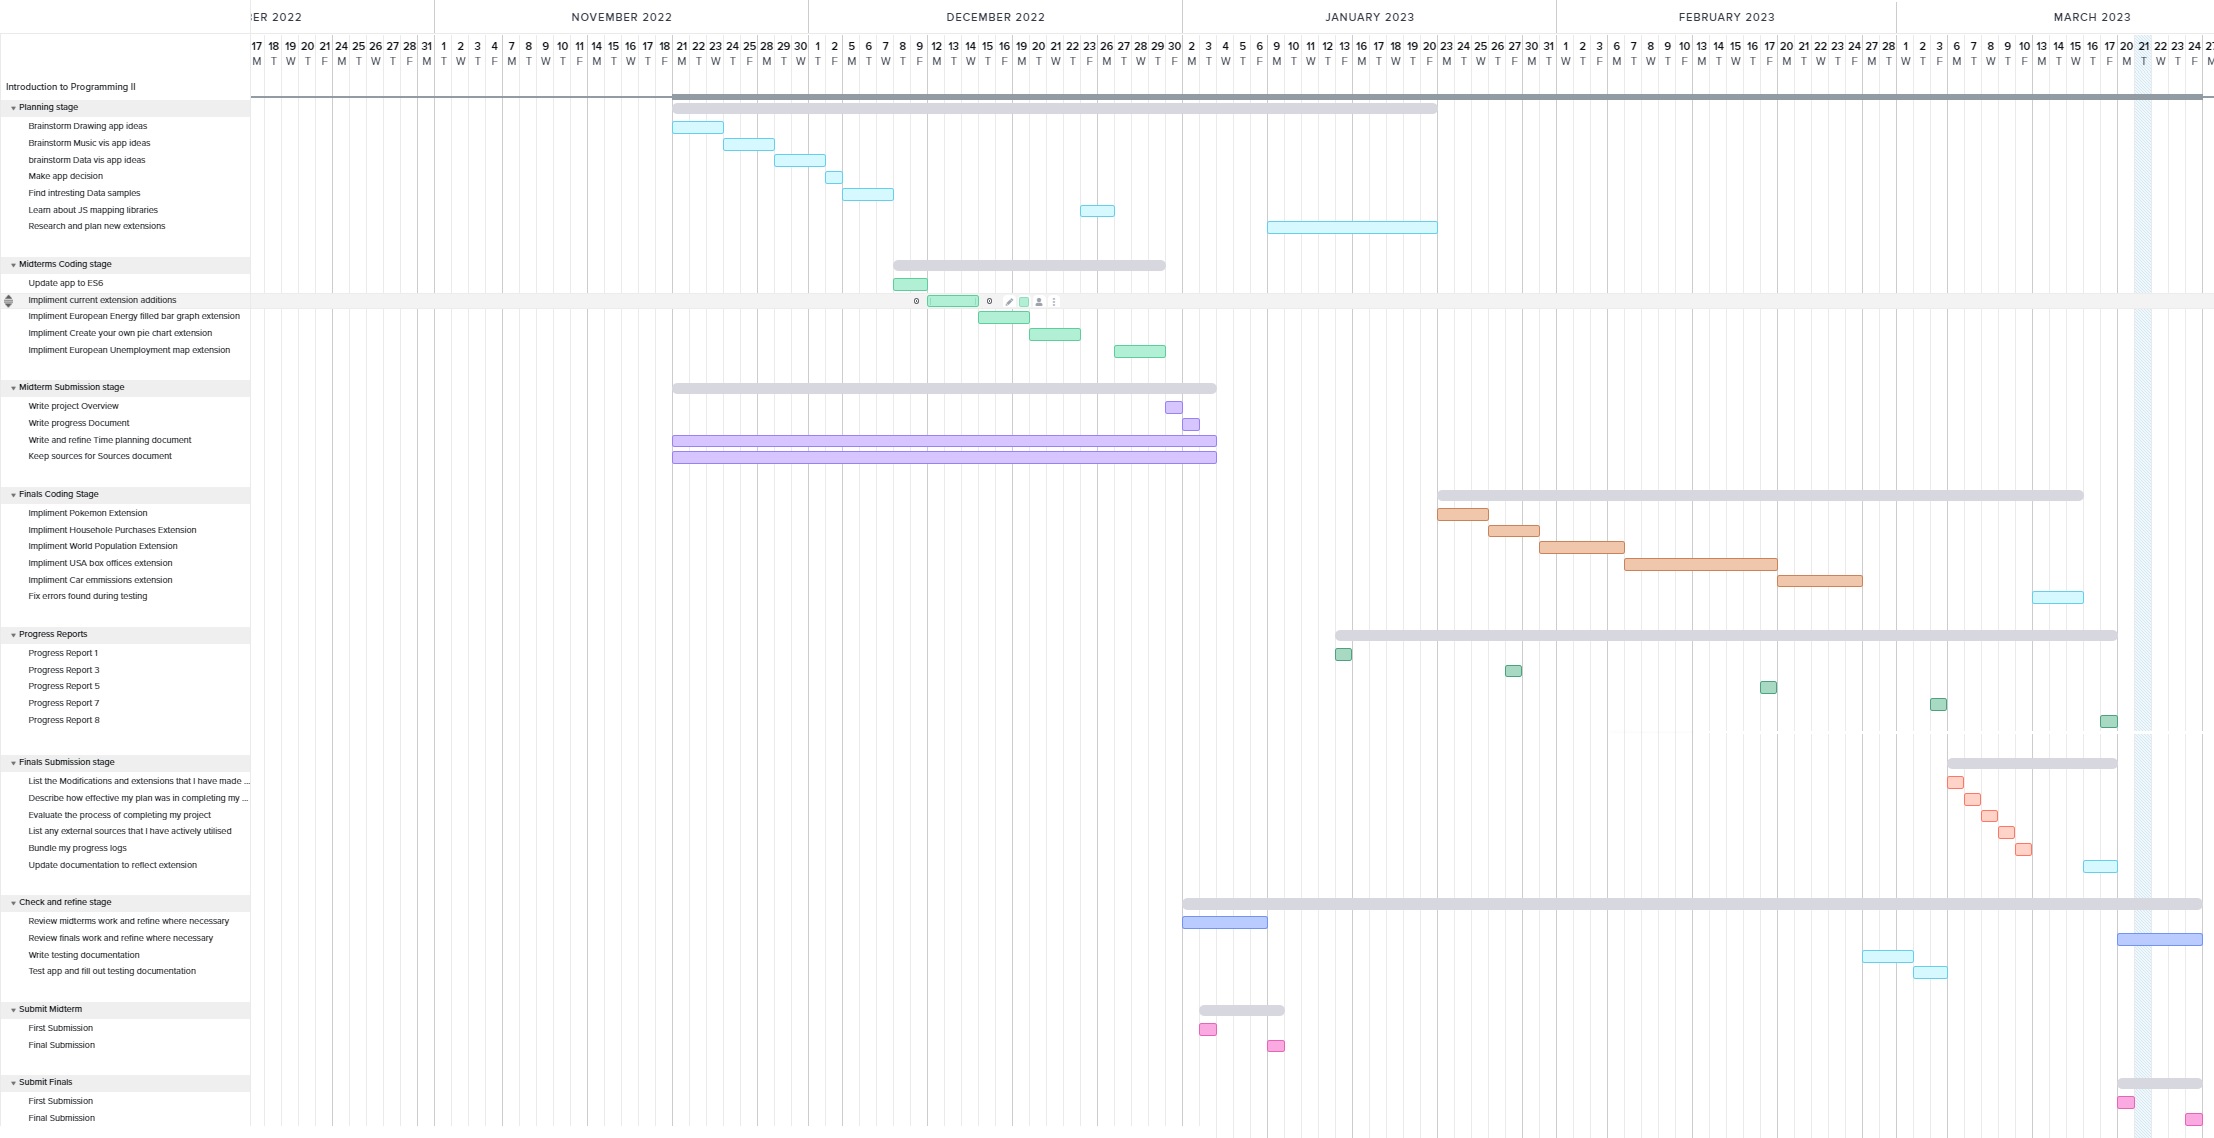 ER 2022 NOVEMBER 2022 DECEMBER 2022 JANUARY 2023 FEBRUARY 2023 MARCH 2023
17 18 19 20 21 24 25 26 27 28 31 1 2 3 4 7 8 9 10 11 14 15 16 17 18 21 22 23 24 25 28 29 30 1 2 5 6 7 8 9 12 13 14 15 16 19 20 21 22 23 26 27 28 29 30 2 3 4 5 6 9 10 11 12 13 16 17 18 19 20 23 24 25 26 27 30 31 1 2 3 6 7 8 9 10 13 14 15 16 17 20 21 22 23 24 27 28 1 2 3 6 7 8 9 10 13 14 15 16 17 20 21 22 23 24 27
M T W T F M T W T F M T W T F M T W T F M T W T F M T W T F M T W T F M T W T F M T W T F M T W T F M T W T F M T W T F M T W T F M T W T F M T W T F M T W T F M T W T F M T W T F M T W T F M T W T F M T W T F M T W T F M T W T F M
Introduction to Programming II
Planning stage
Brainstorm Drawing app ideas
Brainstorm Music vis app ideas
brainstorm Data vis app ideas
Make app decision
Find intresting Data samples
Learn about JS mapping libraries
Research and plan new extensions
Midterms Coding stage
Update app to ES6
Impliment current extension additions 0 0
Impliment European Energy filled bar graph extension
Impliment Create your own pie chart extension
Impliment European Unemployment map extension
Midterm Submission stage
Write project Overview
Write progress Document
Write and refine Time planning document
Keep sources for Sources document
Finals Coding Stage
Impliment Pokemon Extension
Impliment Househole Purchases Extension
Impliment World Population Extension
Impliment USA box offices extension
Impliment Car emmissions extension
Fix errors found during testing
Progress Reports
Progress Report 1
Progress Report 3
Progress Report 5
Progress Report 7
Progress Report 8
Finals Submission stage
List the Modifications and extensions that I have made ...
Describe how effective my plan was in completing my ...
Evaluate the process of completing my project
List any external sources that I have actively utilised
Bundle my progress logs
Update documentation to reflect extension
Check and refine stage
Review midterms work and refine where necessary
Review finals work and refine where necessary
Write testing documentation
Test app and fill out testing documentation
Submit Midterm
First Submission
Final Submission
Submit Finals
First Submission
Final Submission